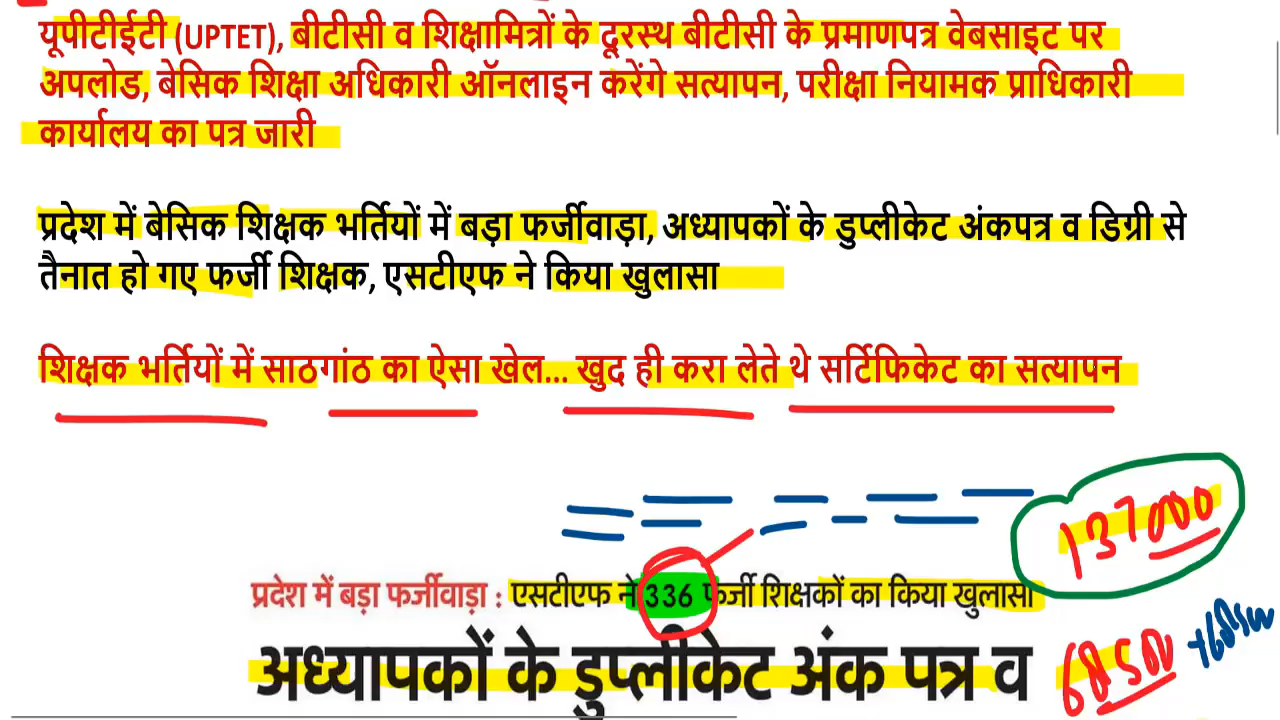 यूपीटीईटी (UPTET), बीटीसी व शिक्षामित्रों के दूरस्थ बीटीसी के प्रमाणपत्र वेबसाइट पर
अपलोड, बेसिक शिक्षा अधिकारी ऑनलाइन करेंगे सत्यापन, परीक्षा नियामक प्राधिकारी
कार्यालय का पत्र जारी
प्रदेश में बेसिक शिक्षक भर्तियों में बड़ा फर्जीवाड़ा, अध्यापकों के डुप्लीकेट अंकपत्र व डिग्री से
तैनात हो गए फर्जी शिक्षक, एसटीएफ ने किया खुलासा
शिक्षक भर्तियों में साठगांठ का ऐसा खेल... खुद ही करा लेते थे सर्टिफिकेट का सत्यापन
137000
प्रदेश में बड़ा फर्जीवाड़ा : एसटीएफ ने 336 फर्जी शिक्षकों का किया खुलासा
अध्यापकों के डुप्लीकेट अंक पत्र व
68500